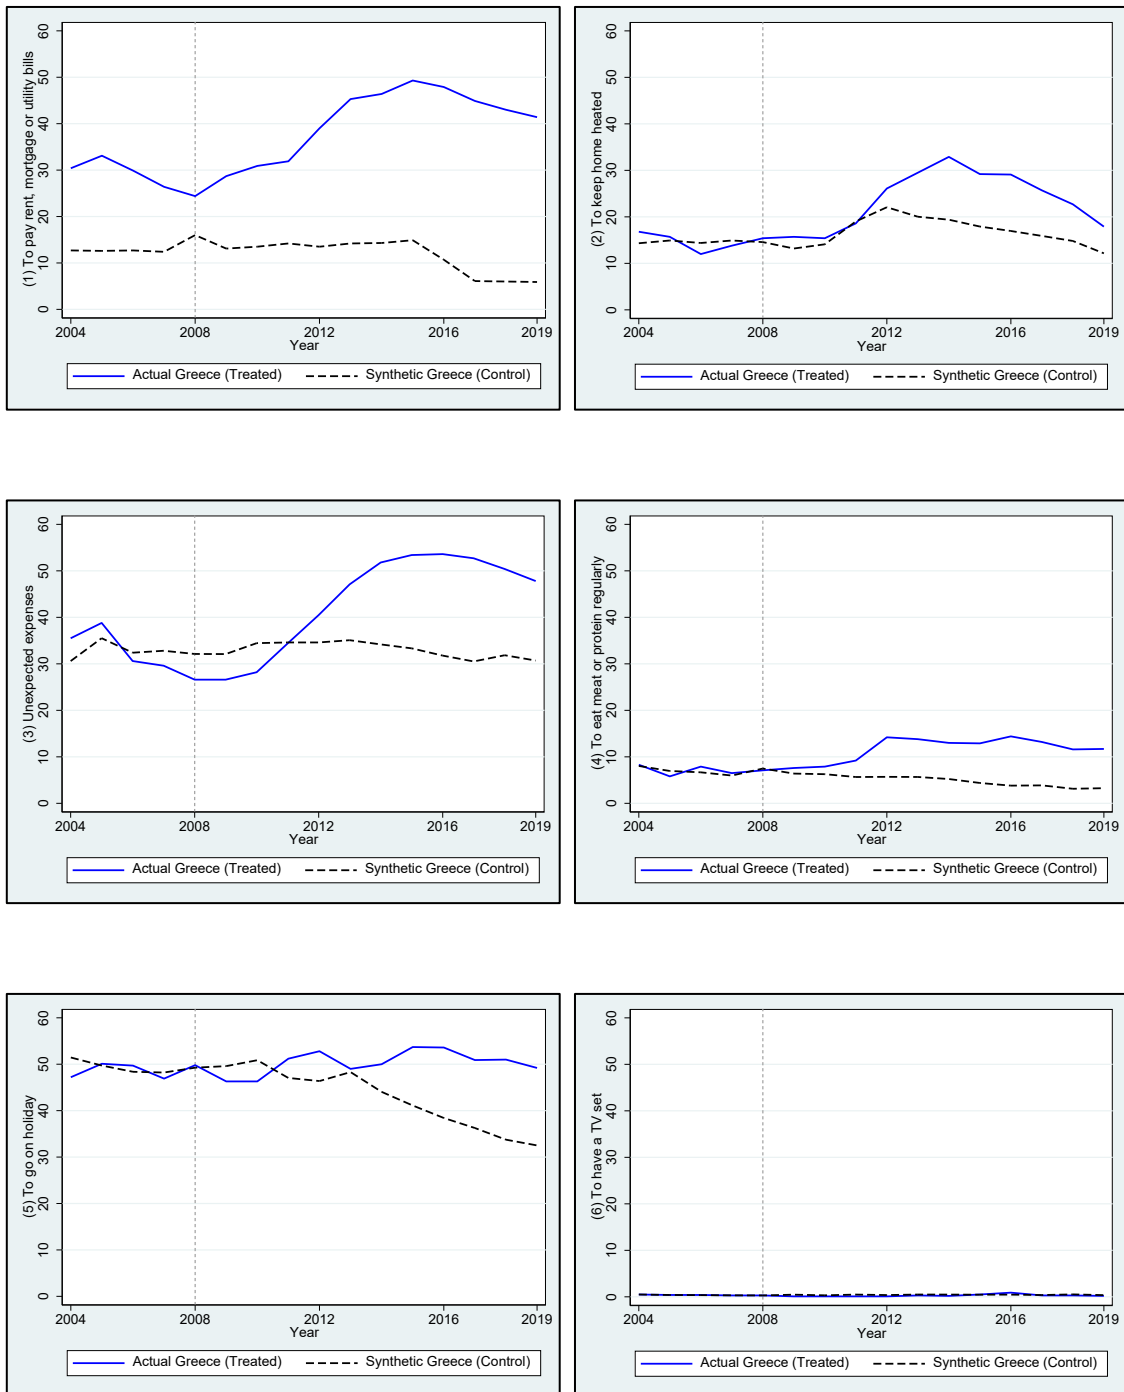 (1) To pay rent, mortgage or utility bills
60
50
40
30
20
10
0
2004 2008 2012 2016 2019
Year
Actual Greece (Treated) Synthetic Greece (Control)
(2) To keep home heated
60
50
40
30
20
10
0
2004 2008 2012 2016 2019
Year
Actual Greece (Treated) Synthetic Greece (Control)
(3) Unexpected expenses
60
50
40
30
20
10
0
2004 2008 2012 2016 2019
Year
Actual Greece (Treated) Synthetic Greece (Control)
(4) To eat meat or protein regularly
60
50
40
30
20
10
0
2004 2008 2012 2016 2019
Year
Actual Greece (Treated) Synthetic Greece (Control)
(5) To go on holiday
60
50
40
30
20
10
0
2004 2008 2012 2016 2019
Year
Actual Greece (Treated) Synthetic Greece (Control)
(6) To have a TV set
60
50
40
30
20
10
0
2004 2008 2012 2016 2019
Year
Actual Greece (Treated) Synthetic Greece (Control)